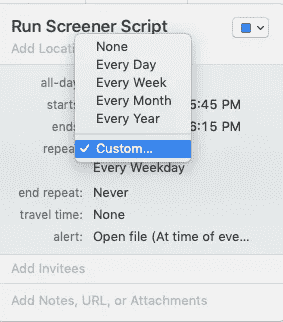 Run Screener Script
Add Locati
None
Every Day
Every Week
Every Month
Every Year
Custom...
all-day
starts 5:45 PM
ends 6:15 PM
repea
Every Weekday
end repeat: Never
travel time: None
alert: Open file (At time of eve...
Add Invitees
Add Notes, URL, or Attachments